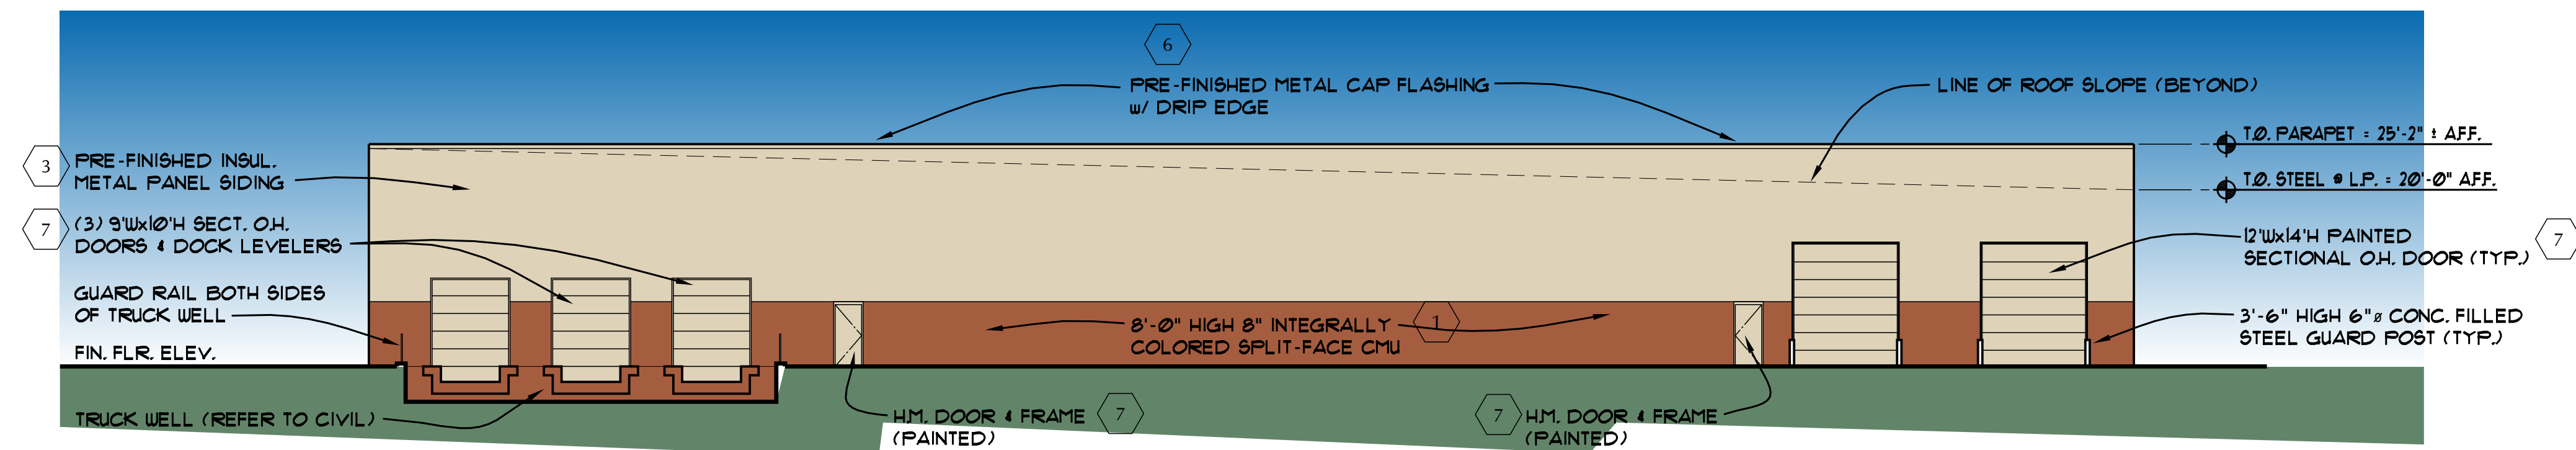 6
PRE-FINISHED METAL CAP FLASHING
w/ DRIP EDGE
LINE OF ROOF SLOPE (BEYOND)
T.O. PARAPET = 25'-2" ± A.F.F.
T.O. STEEL @ L.P. = 20'-0" A.F.F.
3
PRE-FINISHED INSUL.
METAL PANEL SIDING
7
(3) 9'Wx10'H SECT. O.H.
DOORS & DOCK LEVELERS
GUARD RAIL BOTH SIDES
OF TRUCK WELL
FIN. FLR. ELEV.
TRUCK WELL (REFER TO CIVIL)
8'-0" HIGH 8" INTEGRALLY
COLORED SPLIT-FACE CMU
1
12'Wx14'H PAINTED
SECTIONAL O.H. DOOR (TYP.)
7
3'-6" HIGH 6"ø CONC. FILLED
STEEL GUARD POST (TYP.)
H.M. DOOR & FRAME
(PAINTED)
7
7
H.M. DOOR & FRAME
(PAINTED)